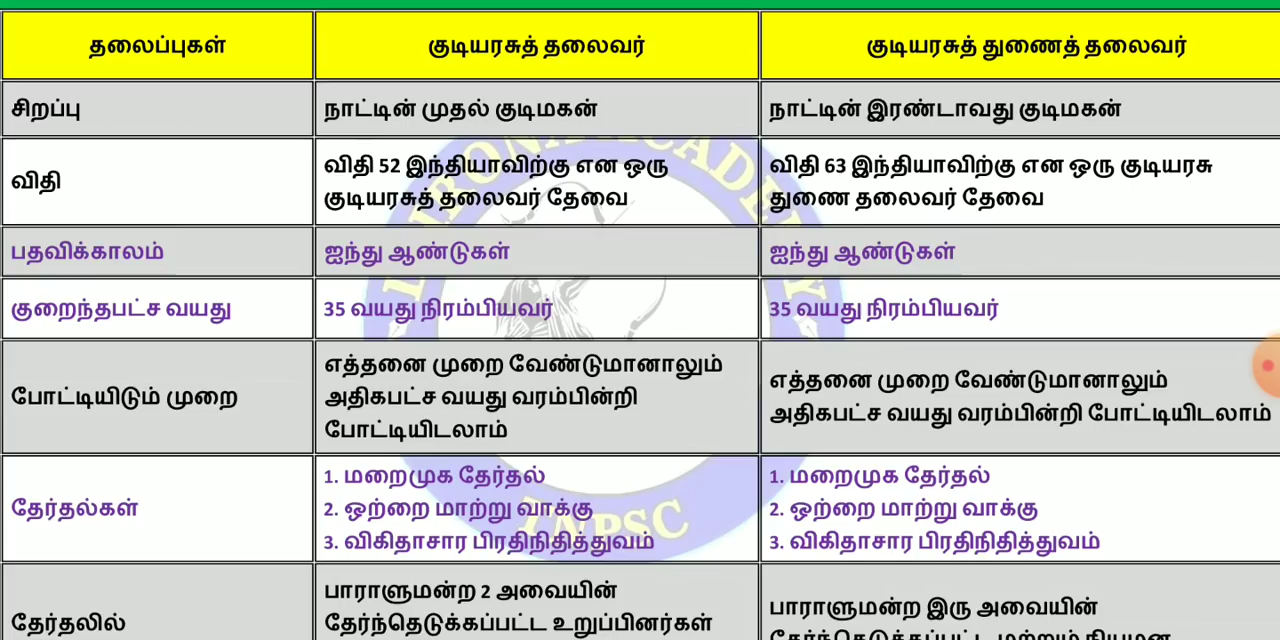 தலைப்புகள்
குடியரசுத் தலைவர்
குடியரசுத் துணைத் தலைவர்
சிறப்பு
நாட்டின் முதல் குடிமகன்
நாட்டின் இரண்டாவது குடிமகன்
விதி
விதி 52 இந்தியாவிற்கு என ஒரு
குடியரசுத் தலைவர் தேவை
விதி 63 இந்தியாவிற்கு என ஒரு குடியரசு
துணை தலைவர் தேவை
பதவிக்காலம்
ஐந்து ஆண்டுகள்
ஐந்து ஆண்டுகள்
குறைந்தபட்ச வயது
35 வயது நிரம்பியவர்
35 வயது நிரம்பியவர்
போட்டியிடும் முறை
எத்தனை முறை வேண்டுமானாலும்
அதிகபட்ச வயது வரம்பின்றி
போட்டியிடலாம்
எத்தனை முறை வேண்டுமானாலும்
அதிகபட்ச வயது வரம்பின்றி போட்டியிடலாம்
தேர்தல்கள்
1. மறைமுக தேர்தல்
2. ஒற்றை மாற்று வாக்கு
3. விகிதாசார பிரதிநிதித்துவம்
1. மறைமுக தேர்தல்
2. ஒற்றை மாற்று வாக்கு
3. விகிதாசார பிரதிநிதித்துவம்
தேர்தலில்
பாராளுமன்ற 2 அவையின்
தேர்ந்தெடுக்கப்பட்ட உறுப்பினர்கள்
பாராளுமன்ற இரு அவையின்
தேர்ந்தெடுக்கப்பட்ட மற்றும் நியமன
TNPSC